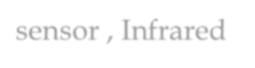 sensor , Infrared